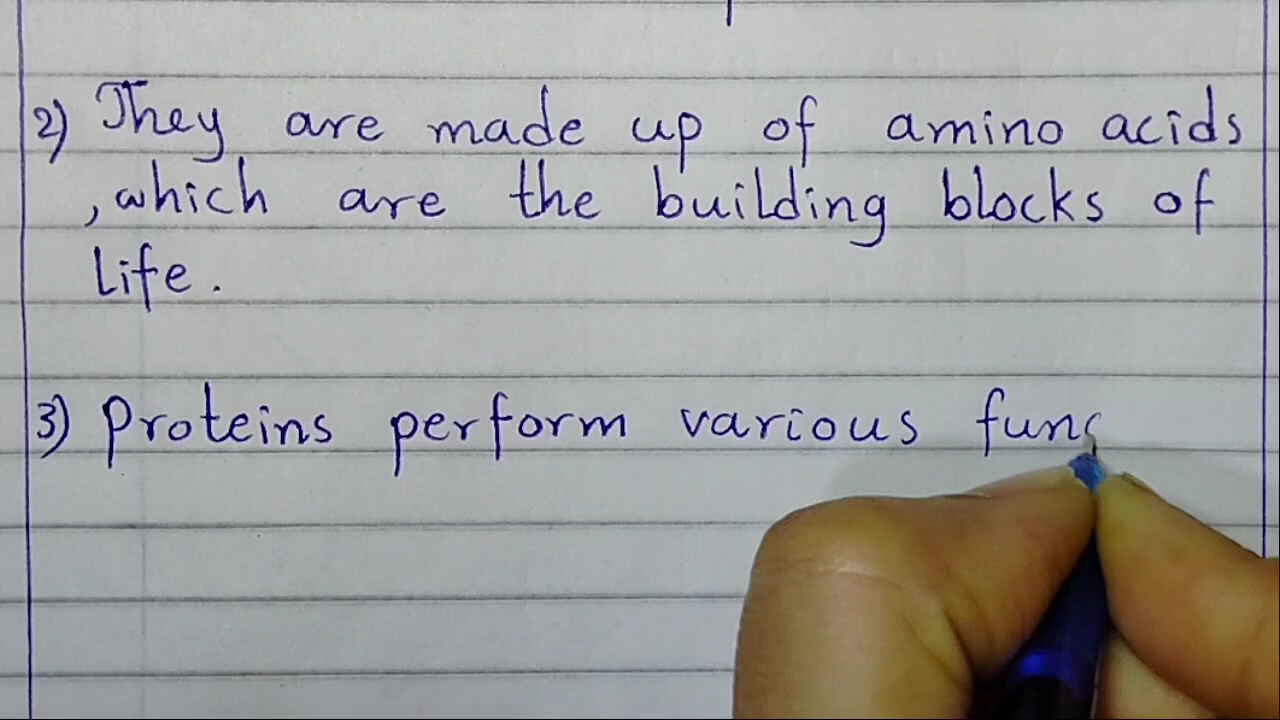 2) They are made up of amino acids
, which are the building blocks of
life.
3) Proteins perform various func